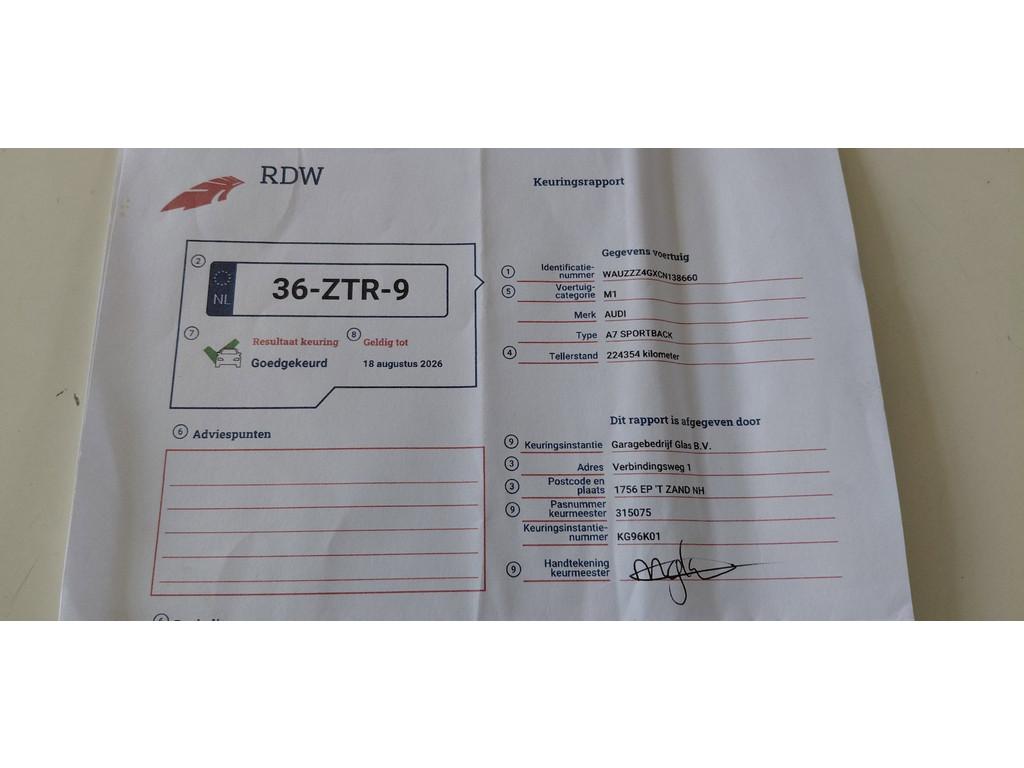 RDW
Keuringsrapport
2
NL
36-ZTR-9
7
Resultaat keuring
Goedgekeurd
8
Geldig tot
18 augustus 2026
6 Adviespunten
Gegevens voertuig
1 Identificatie-
nummer WAUZZZ4GXCN138660
5 Voertuig-
categorie M1
Merk AUDI
Type A7 SPORTBACK
4 Tellerstand 224354 kilometer
Dit rapport is afgegeven door
9 Keuringsinstantie Garagebedrijf Glas B.V.
3 Adres Verbindingsweg 1
3 Postcode en
plaats 1756 EP 'T ZAND NH
9 Pasnummer
keurmeester 315075
Keuringsinstantie-
nummer KG96K01
9 Handtekening
keurmeester